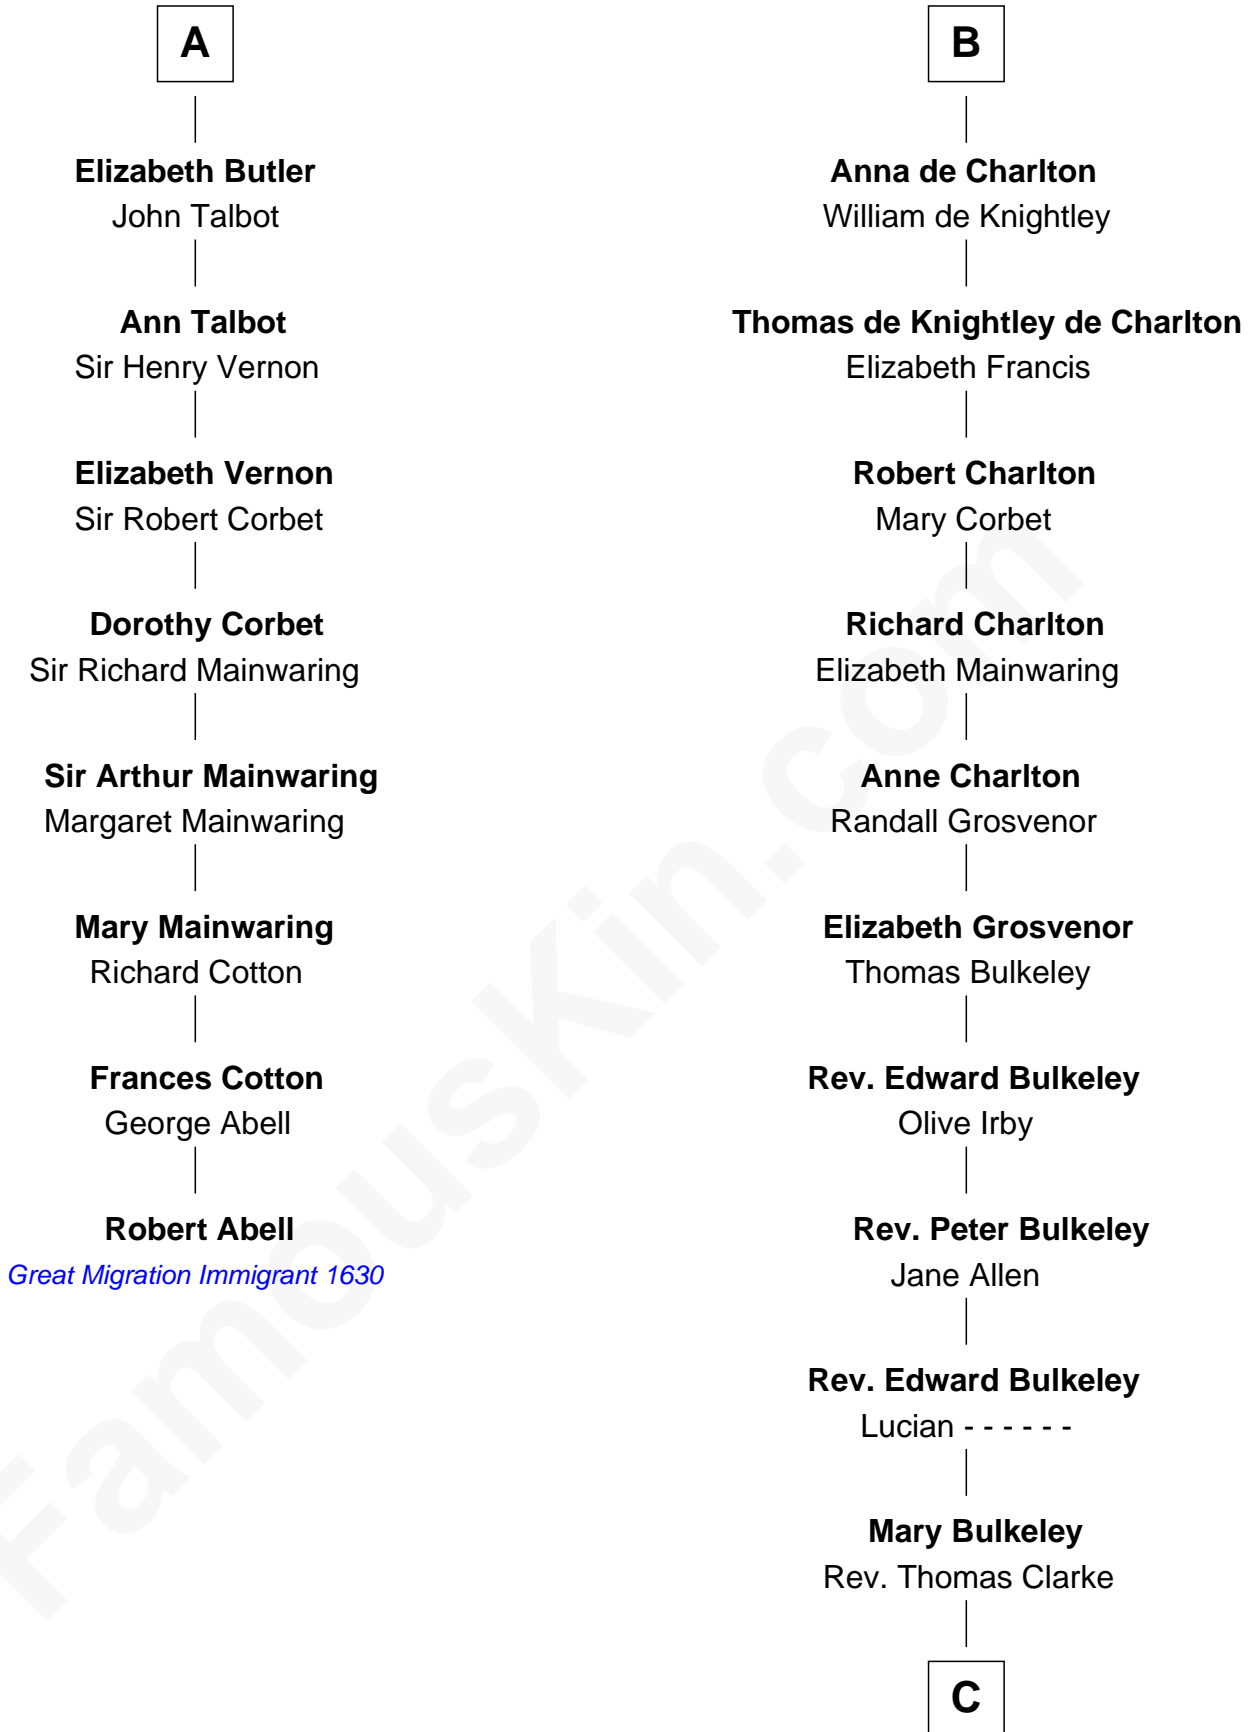 A
Elizabeth Butler
John Talbot
Ann Talbot
Sir Henry Vernon
Elizabeth Vernon
Sir Robert Corbet
Dorothy Corbet
Sir Richard Mainwaring
Sir Arthur Mainwaring
Margaret Mainwaring
Mary Mainwaring
Richard Cotton
Frances Cotton
George Abell
Robert Abell
Great Migration Immigrant 1630
B
Anna de Charlton
William de Knightley
Thomas de Knightley de Charlton
Elizabeth Francis
Robert Charlton
Mary Corbet
Richard Charlton
Elizabeth Mainwaring
Anne Charlton
Randall Grosvenor
Elizabeth Grosvenor
Thomas Bulkeley
Rev. Edward Bulkeley
Olive Irby
Rev. Peter Bulkeley
Jane Allen
Rev. Edward Bulkeley
Lucian - - - - - -
Mary Bulkeley
Rev. Thomas Clarke
C
FamousKin.com